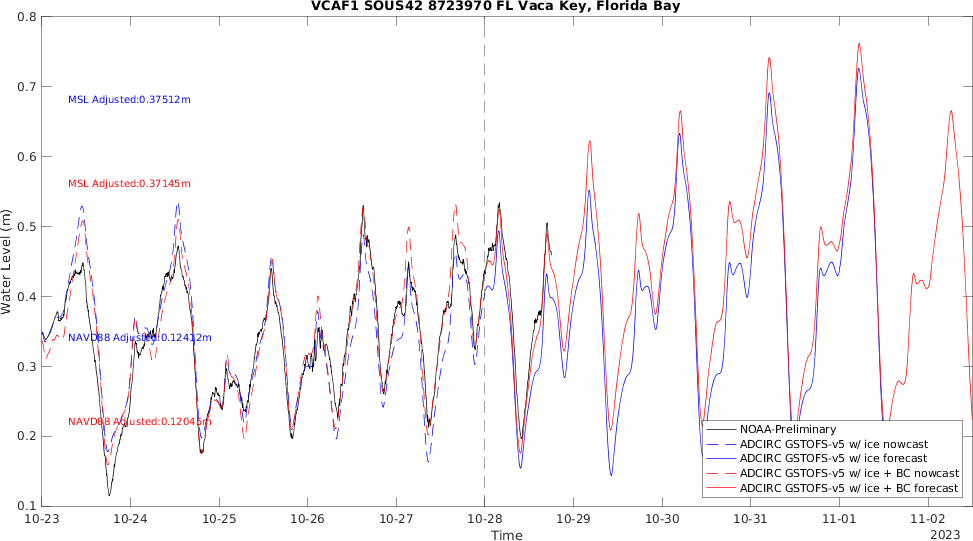 VCAF1 SOUS42 8723970 FL Vaca Key, Florida Bay
0.8
0.7
0.6
0.5
0.4
0.3
0.2
0.1
Water Level (m)
MSL Adjusted:0.37512m
MSL Adjusted:0.37145m
NAVD88 Adjusted:0.12412m
NAVD88 Adjusted:0.12045m
NOAA-Preliminary
ADCIRC GSTOFS-v5 w/ ice nowcast
ADCIRC GSTOFS-v5 w/ ice forecast
ADCIRC GSTOFS-v5 w/ ice + BC nowcast
ADCIRC GSTOFS-v5 w/ ice + BC forecast
10-23 10-24 10-25 10-26 10-27 10-28 10-29 10-30 10-31 11-01 11-02
Time
2023